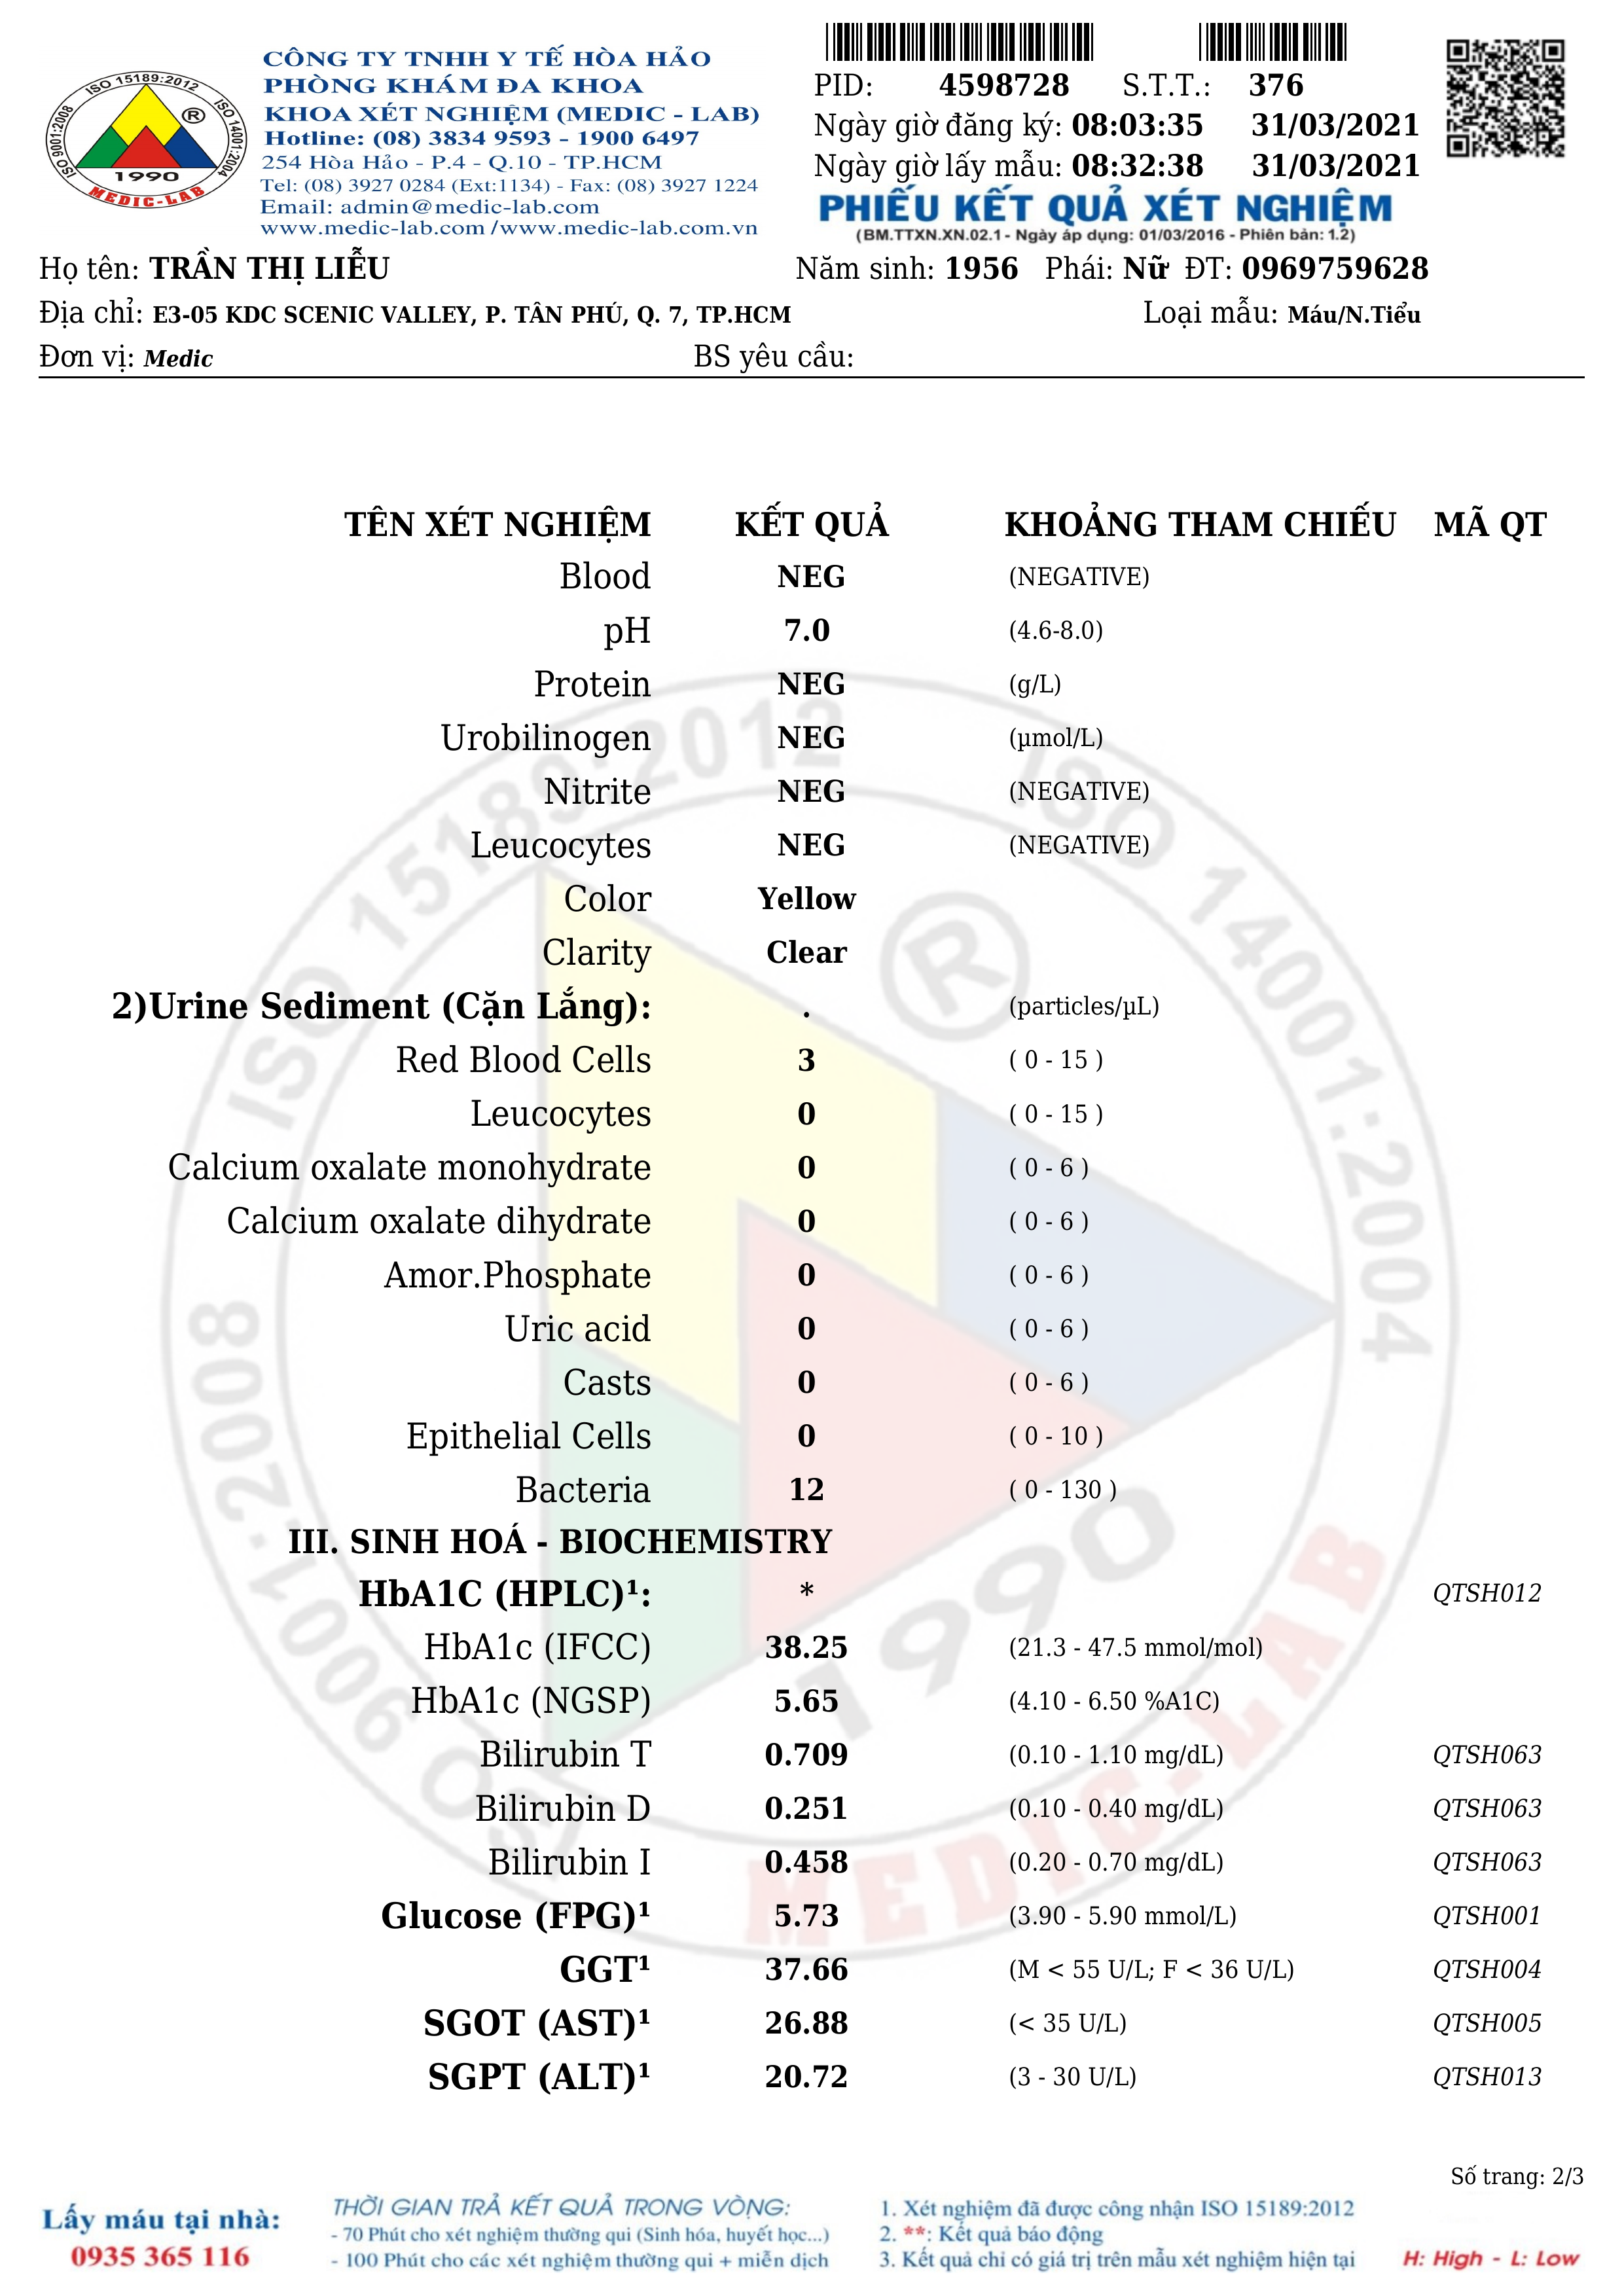 CÔNG TY TNHH Y TẾ HÒA HẢO
PHÒNG KHÁM ĐA KHOA
KHOA XÉT NGHIỆM (MEDIC - LAB)
Hotline: (08) 3834 9593 - 1900 6497
254 Hòa Hảo - P.4 - Q.10 - TP.HCM
Tel: (08) 3927 0284 (Ext:1134) - Fax: (08) 3927 1224
Email: admin@medic-lab.com
www.medic-lab.com /www.medic-lab.com.vn
ISO 9001:2008 ISO 15189:2012 ISO 14001:2004
®
1990
MEDIC-LAB
PID: 4598728 S.T.T.: 376
Ngày giờ đăng ký: 08:03:35 31/03/2021
Ngày giờ lấy mẫu: 08:32:38 31/03/2021
PHIẾU KẾT QUẢ XÉT NGHIỆM
(BM.TTXN.XN.02.1 - Ngày áp dụng: 01/03/2016 - Phiên bản: 1.2)
Họ tên: TRẦN THỊ LIỄU Năm sinh: 1956 Phái: Nữ ĐT: 0969759628
Địa chỉ: E3-05 KDC SCENIC VALLEY, P. TÂN PHÚ, Q. 7, TP.HCM Loại mẫu: Máu/N.Tiểu
Đơn vị: Medic BS yêu cầu:
TÊN XÉT NGHIỆM KẾT QUẢ KHOẢNG THAM CHIẾU MÃ QT
Blood NEG (NEGATIVE)
pH 7.0 (4.6-8.0)
Protein NEG (g/L)
Urobilinogen NEG (µmol/L)
Nitrite NEG (NEGATIVE)
Leucocytes NEG (NEGATIVE)
Color Yellow
Clarity Clear
2)Urine Sediment (Cặn Lắng): . (particles/µL)
Red Blood Cells 3 ( 0 - 15 )
Leucocytes 0 ( 0 - 15 )
Calcium oxalate monohydrate 0 ( 0 - 6 )
Calcium oxalate dihydrate 0 ( 0 - 6 )
Amor.Phosphate 0 ( 0 - 6 )
Uric acid 0 ( 0 - 6 )
Casts 0 ( 0 - 6 )
Epithelial Cells 0 ( 0 - 10 )
Bacteria 12 ( 0 - 130 )
III. SINH HOÁ - BIOCHEMISTRY
HbA1C (HPLC)¹: * QTSH012
HbA1c (IFCC) 38.25 (21.3 - 47.5 mmol/mol)
HbA1c (NGSP) 5.65 (4.10 - 6.50 %A1C)
Bilirubin T 0.709 (0.10 - 1.10 mg/dL) QTSH063
Bilirubin D 0.251 (0.10 - 0.40 mg/dL) QTSH063
Bilirubin I 0.458 (0.20 - 0.70 mg/dL) QTSH063
Glucose (FPG)¹ 5.73 (3.90 - 5.90 mmol/L) QTSH001
GGT¹ 37.66 (M < 55 U/L; F < 36 U/L) QTSH004
SGOT (AST)¹ 26.88 (< 35 U/L) QTSH005
SGPT (ALT)¹ 20.72 (3 - 30 U/L) QTSH013
ISO 9001:2008 ISO 15189:2012 ISO 14001:2004
®
1990
MEDIC-LAB
Số trang: 2/3
Lấy máu tại nhà:
0935 365 116
THỜI GIAN TRẢ KẾT QUẢ TRONG VÒNG:
- 70 Phút cho xét nghiệm thường qui (Sinh hóa, huyết học...)
- 100 Phút cho các xét nghiệm thường qui + miễn dịch
1. Xét nghiệm đã được công nhận ISO 15189:2012
2. **: Kết quả báo động
3. Kết quả chỉ có giá trị trên mẫu xét nghiệm hiện tại
H: High - L: Low